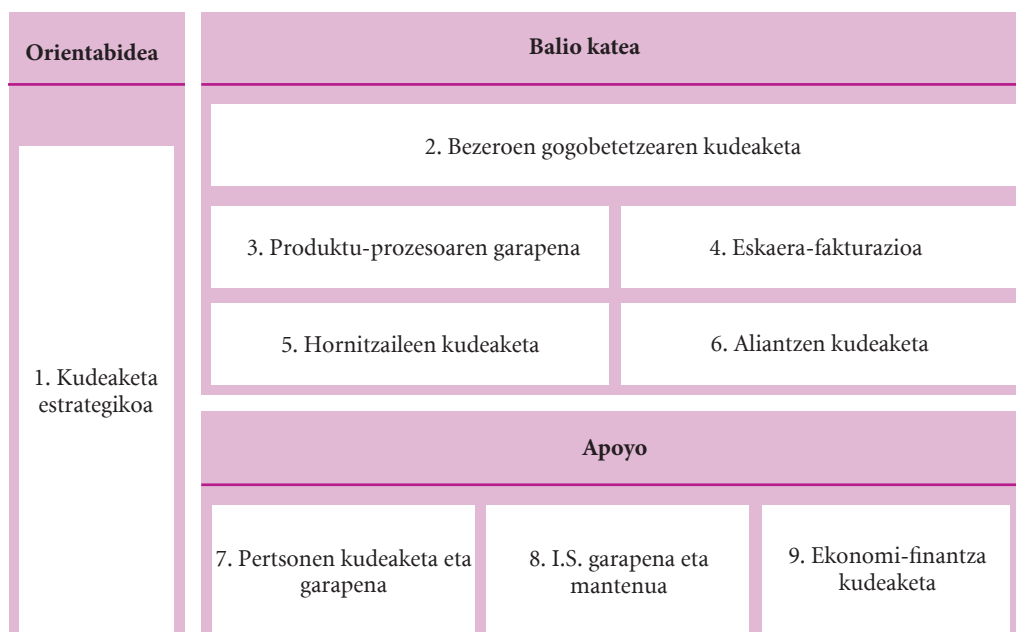 Orientabidea
1. Kudeaketa
estrategikoa
Balio katea
2. Bezeroen gogobetetzearen kudeaketa
3. Produktu-prozesoaren garapena
4. Eskaera-fakturazioa
5. Hornitzaileen kudeaketa
6. Aliantzen kudeaketa
Apoyo
7. Pertsonen kudeaketa eta
garapena
8. I.S. garapena eta
mantenua
9. Ekonomi-finantza
kudeaketa